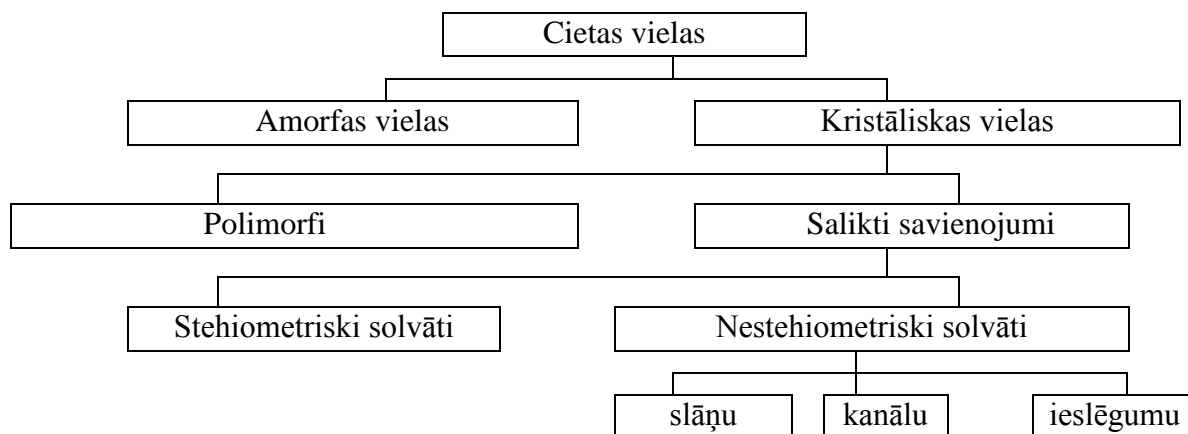 Cietas vielas
Amorfas vielas
Kristāliskas vielas
Polimorfi
Salikti savienojumi
Stehiometriski solvāti
Nestehiometriski solvāti
slāņu
kanālu
ieslēgumu